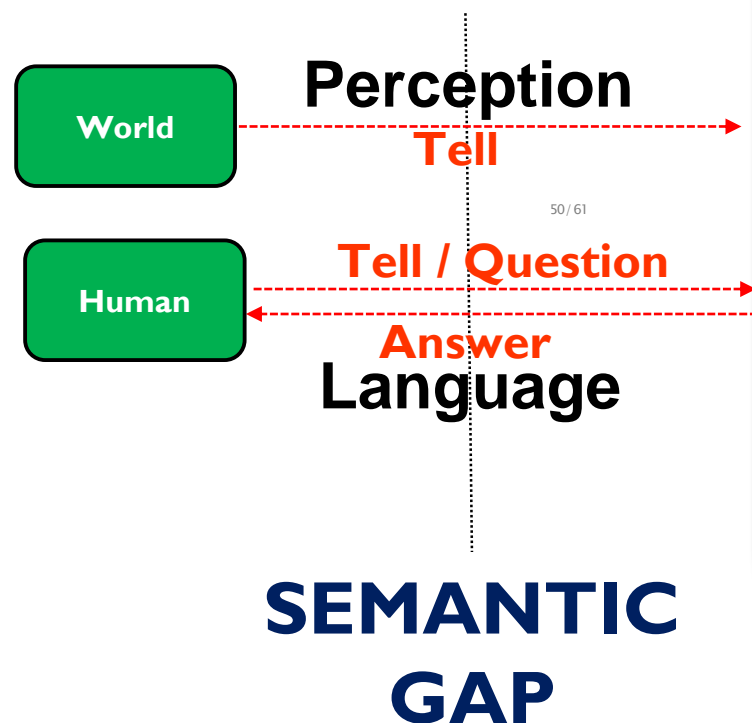 Perception
World
Tell
50 / 61
Tell / Question
Human
Answer
Language
SEMANTIC
GAP